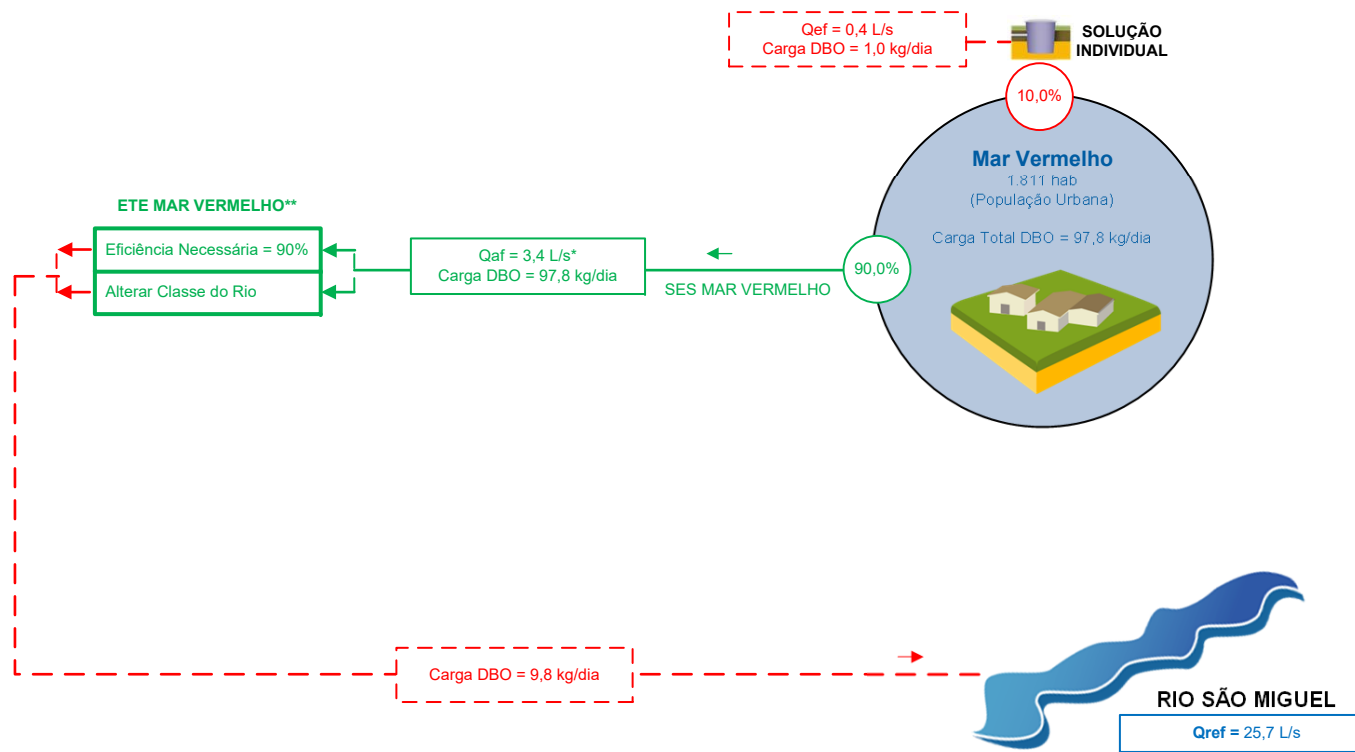 Qef = 0,4 L/s
Carga DBO = 1,0 kg/dia
SOLUÇÃO
INDIVIDUAL
10,0%
Mar Vermelho
1.811 hab
(População Urbana)
Carga Total DBO = 97,8 kg/dia
90,0%
ETE MAR VERMELHO**
Eficiência Necessária = 90%
Alterar Classe do Rio
Qaf = 3,4 L/s*
Carga DBO = 97,8 kg/dia
SES MAR VERMELHO
Carga DBO = 9,8 kg/dia
RIO SÃO MIGUEL
Qref = 25,7 L/s